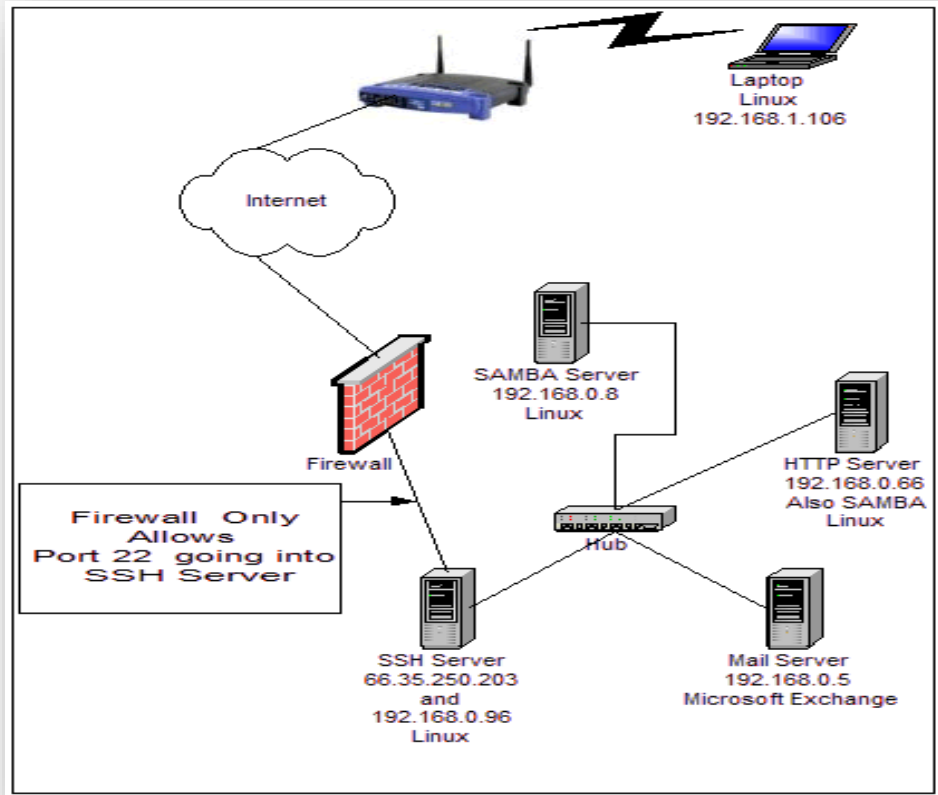 Laptop
Linux
192.168.1.106
Internet
SAMBA Server
192.168.0.8
Linux
Firewall
HTTP Server
192.168.0.66
Also SAMBA
Linux
Firewall Only
Allows
Port 22 going into
SSH Server
Hub
SSH Server
66.35.250.203
and
192.168.0.96
Linux
Mail Server
192.168.0.5
Microsoft Exchange